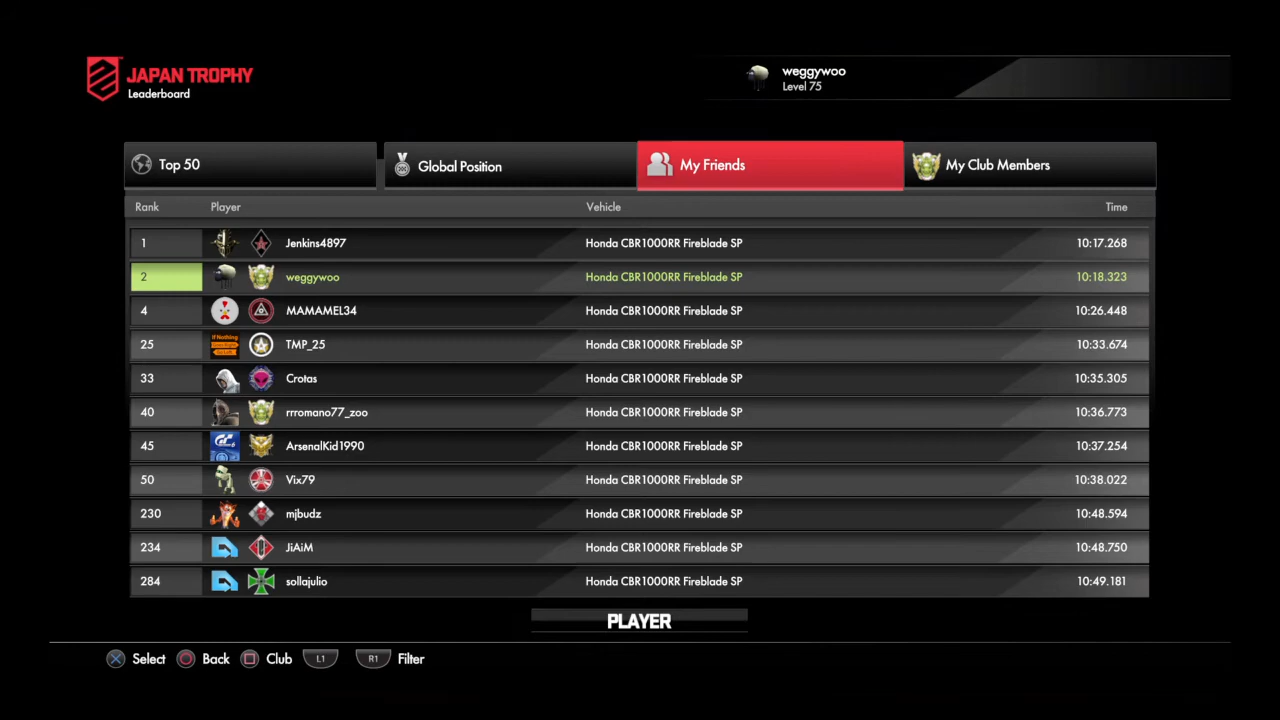 JAPAN TROPHY
Leaderboard
weggywoo
Level 75
Top 50 Global Position My Friends My Club Members
Rank Player Vehicle Time
1 Jenkins4897 Honda CBR1000RR Fireblade SP 10:17.268
2 weggywoo Honda CBR1000RR Fireblade SP 10:18.323
4 MAMAMEL34 Honda CBR1000RR Fireblade SP 10:26.448
25 TMP_25 Honda CBR1000RR Fireblade SP 10:33.674
33 Crotas Honda CBR1000RR Fireblade SP 10:35.305
40 rrromano77_zoo Honda CBR1000RR Fireblade SP 10:36.773
45 ArsenalKid1990 Honda CBR1000RR Fireblade SP 10:37.254
50 Vix79 Honda CBR1000RR Fireblade SP 10:38.022
230 mjbudz Honda CBR1000RR Fireblade SP 10:48.594
234 JiAiM Honda CBR1000RR Fireblade SP 10:48.750
284 sollajulio Honda CBR1000RR Fireblade SP 10:49.181
PLAYER
Select Back Club L1 R1 Filter